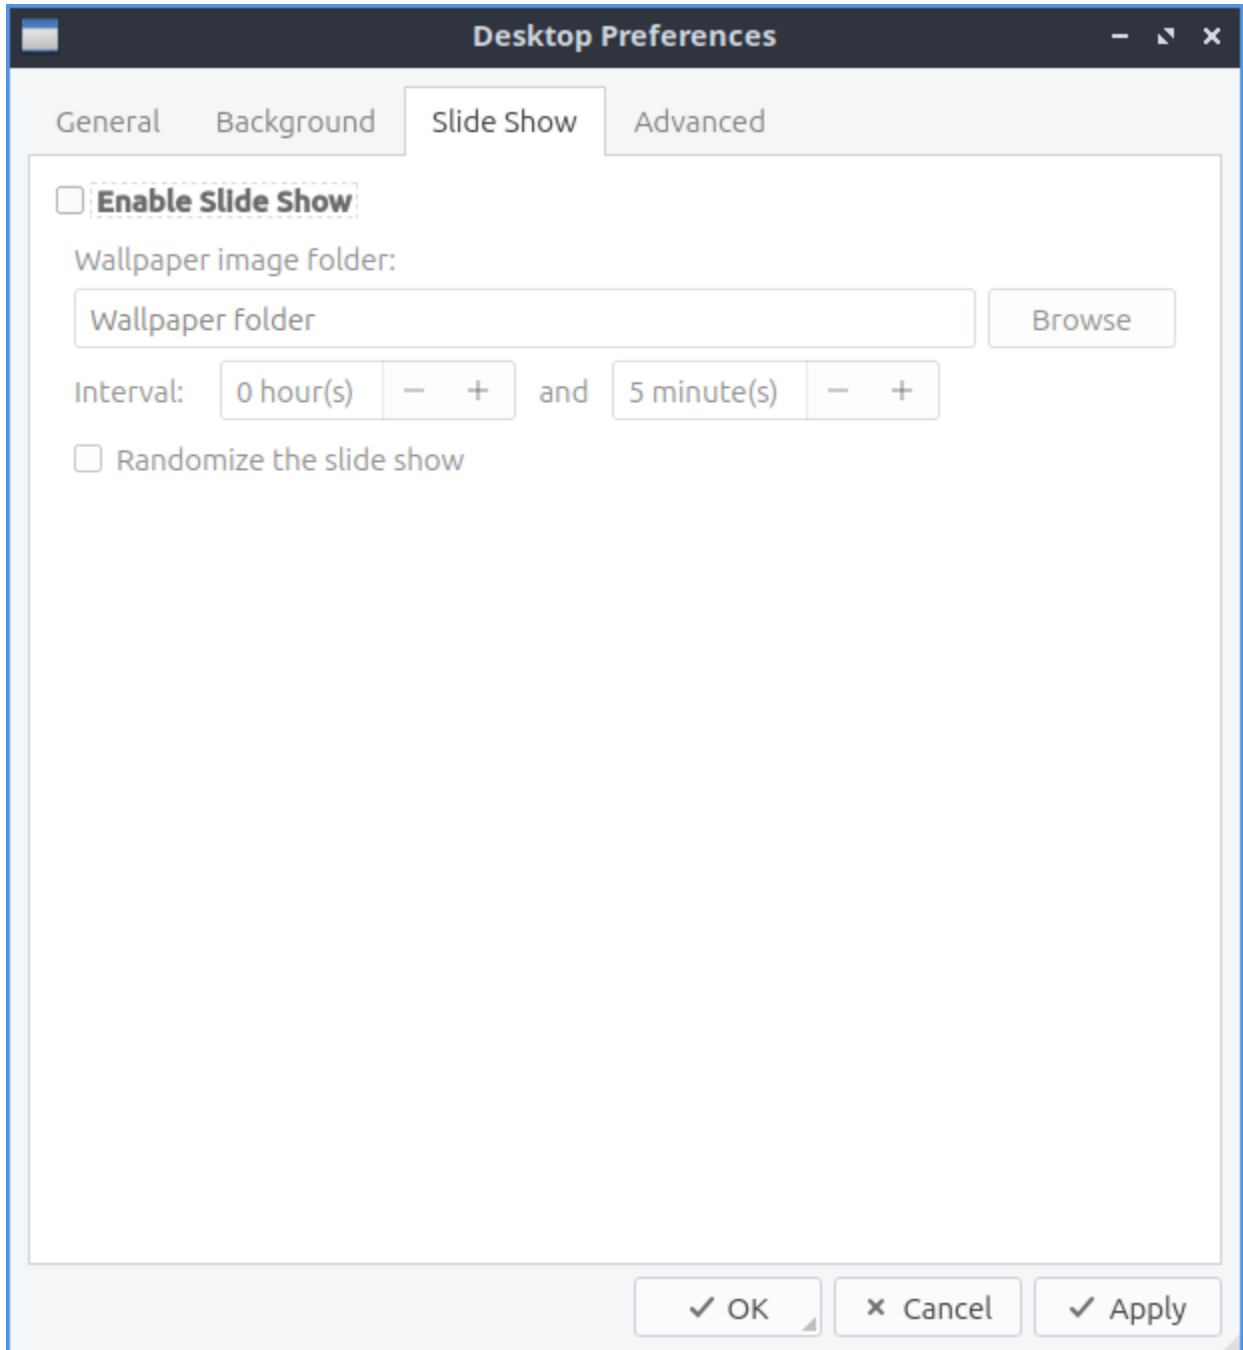 Desktop Preferences
General Background Slide Show Advanced
Enable Slide Show
Wallpaper image folder:
Wallpaper folder Browse
Interval: 0 hour(s) − + and 5 minute(s) − +
Randomize the slide show
OK Cancel Apply